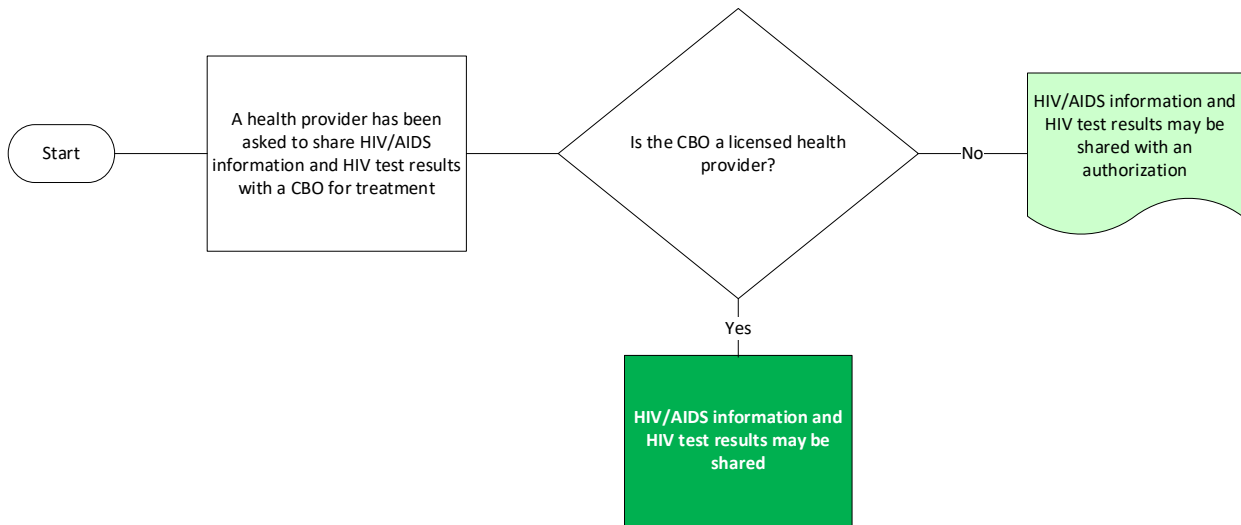 Start
A health provider has been
asked to share HIV/AIDS
information and HIV test results
with a CBO for treatment
Is the CBO a licensed health
provider?
No
HIV/AIDS information and
HIV test results may be
shared with an
authorization
Yes
HIV/AIDS information and
HIV test results may be
shared